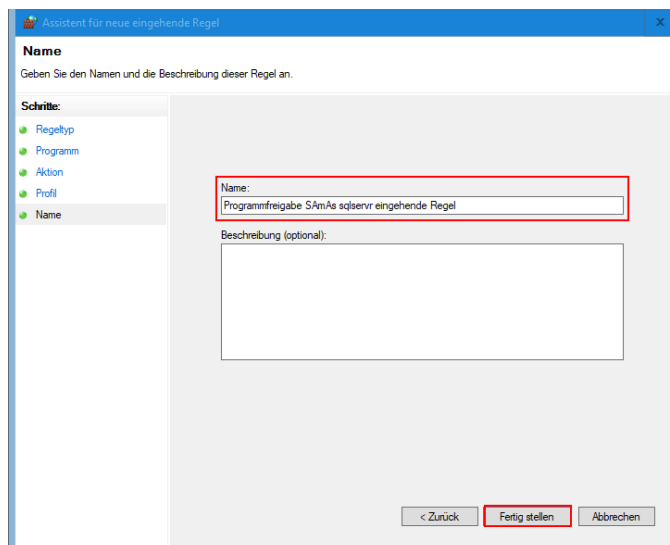 Assistent für neue eingehende Regel
x
Name
Geben Sie den Namen und die Beschreibung dieser Regel an.
Schritte:
Regeltyp
Programm
Aktion
Profil
Name
Name:
Programmfreigabe SAmAs sqlservr eingehende Regel
Beschreibung (optional):
< Zurück
Fertig stellen
Abbrechen